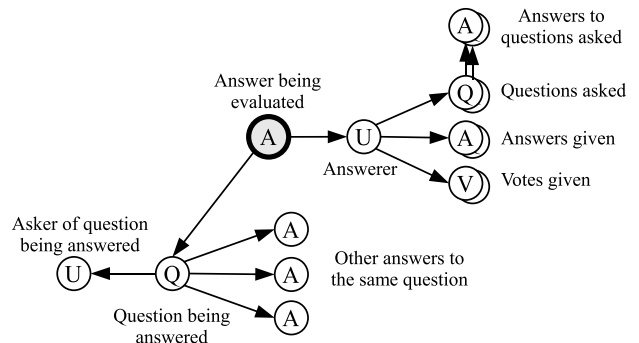 A
Answers to
questions asked
Answer being
evaluated
Q
Questions asked
A
U
A
Answers given
Answerer
V
Votes given
Asker of question
being answered
A
U
Q
A
Other answers to
the same question
Question being
answered
A